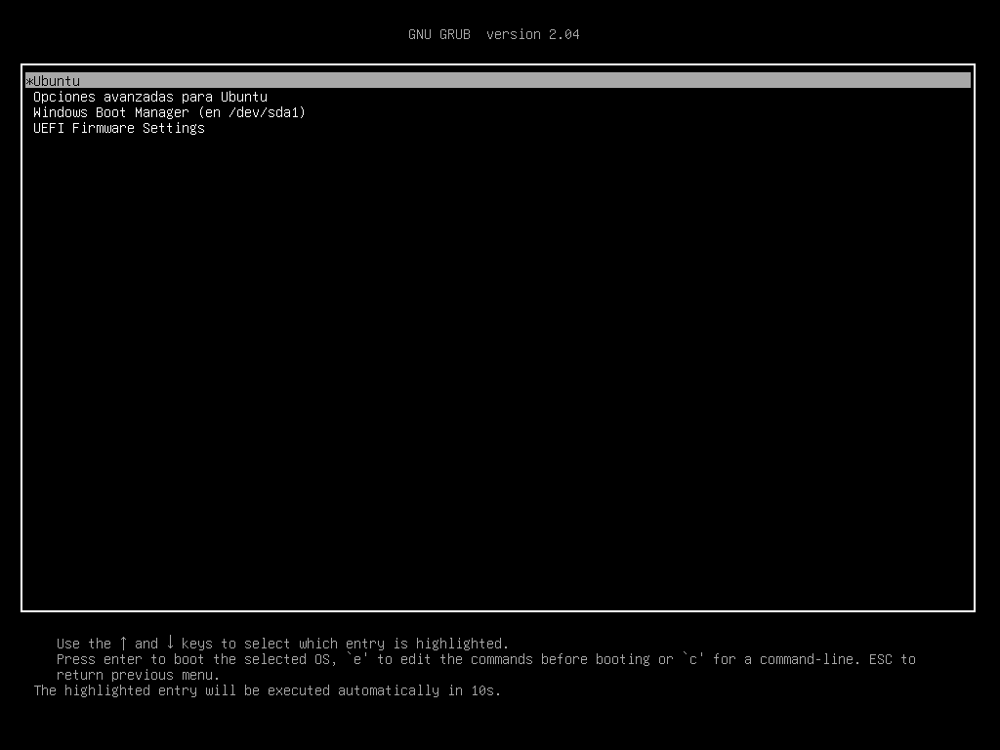 GNU GRUB  version 2.04
*Ubuntu
Opciones avanzadas para Ubuntu
Windows Boot Manager (en /dev/sda1)
UEFI Firmware Settings
Use the ↑ and ↓ keys to select which entry is highlighted.
Press enter to boot the selected OS, `e' to edit the commands before booting or `c' for a command-line. ESC to
return previous menu.
The highlighted entry will be executed automatically in 10s.